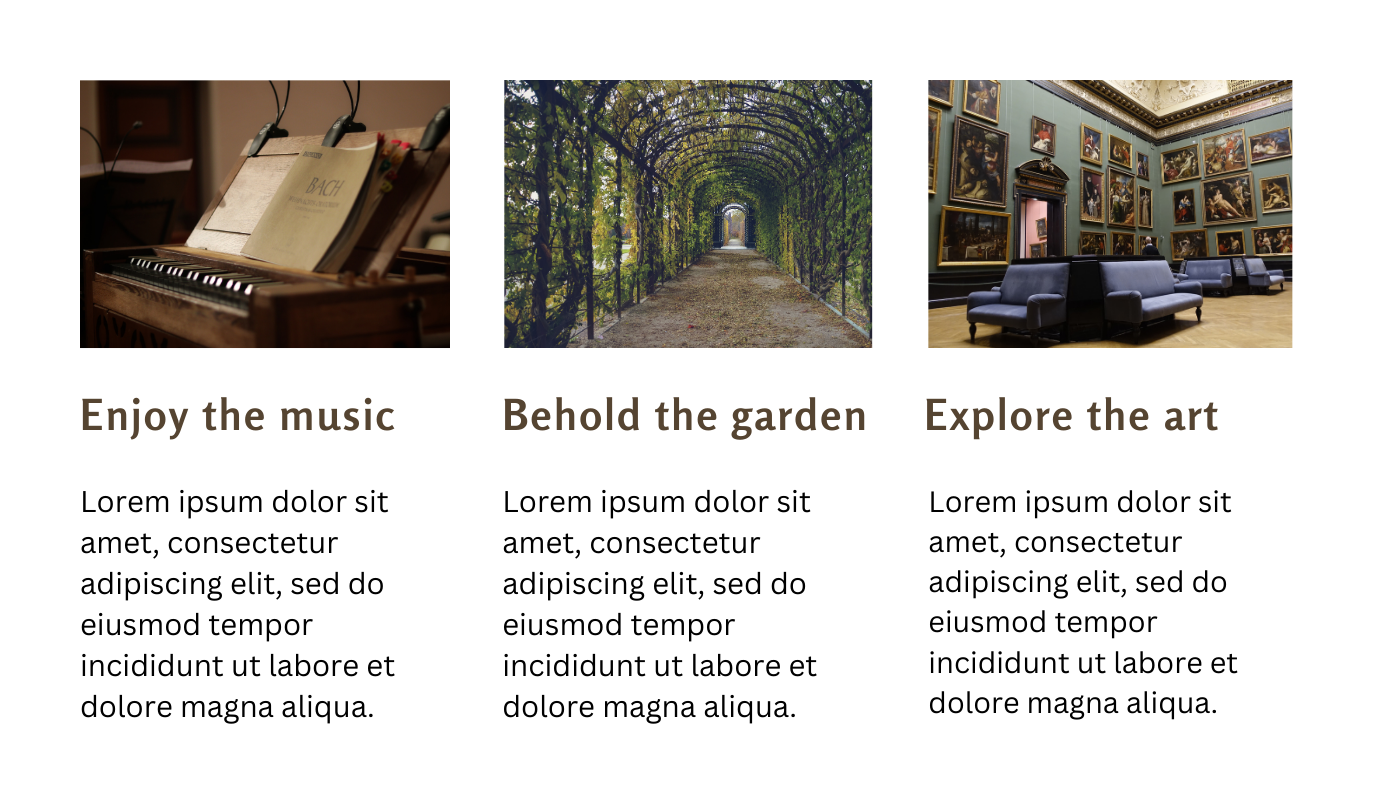 BACH
Enjoy the music
Lorem ipsum dolor sit
amet, consectetur
adipiscing elit, sed do
eiusmod tempor
incididunt ut labore et
dolore magna aliqua.
Behold the garden
Lorem ipsum dolor sit
amet, consectetur
adipiscing elit, sed do
eiusmod tempor
incididunt ut labore et
dolore magna aliqua.
Explore the art
Lorem ipsum dolor sit
amet, consectetur
adipiscing elit, sed do
eiusmod tempor
incididunt ut labore et
dolore magna aliqua.